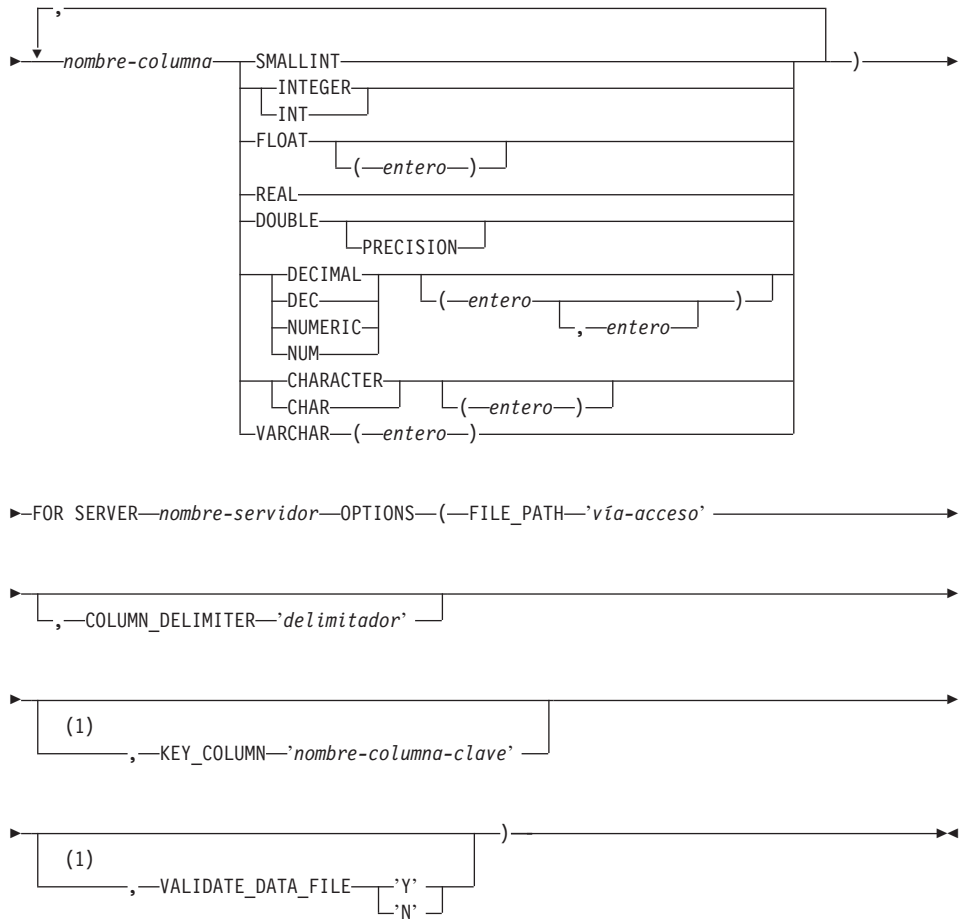 ,
nombre-columna SMALLINT )
INTEGER
INT
FLOAT
( entero )
REAL
DOUBLE
PRECISION
DECIMAL
DEC ( entero )
NUMERIC , entero
NUM
CHARACTER
CHAR ( entero )
VARCHAR ( entero )
FOR SERVER nombre-servidor OPTIONS ( FILE_PATH ’vía-acceso’
, COLUMN_DELIMITER ’delimitador’
(1)
, KEY_COLUMN ’nombre-columna-clave’
)
(1)
, VALIDATE_DATA_FILE ’Y’
’N’